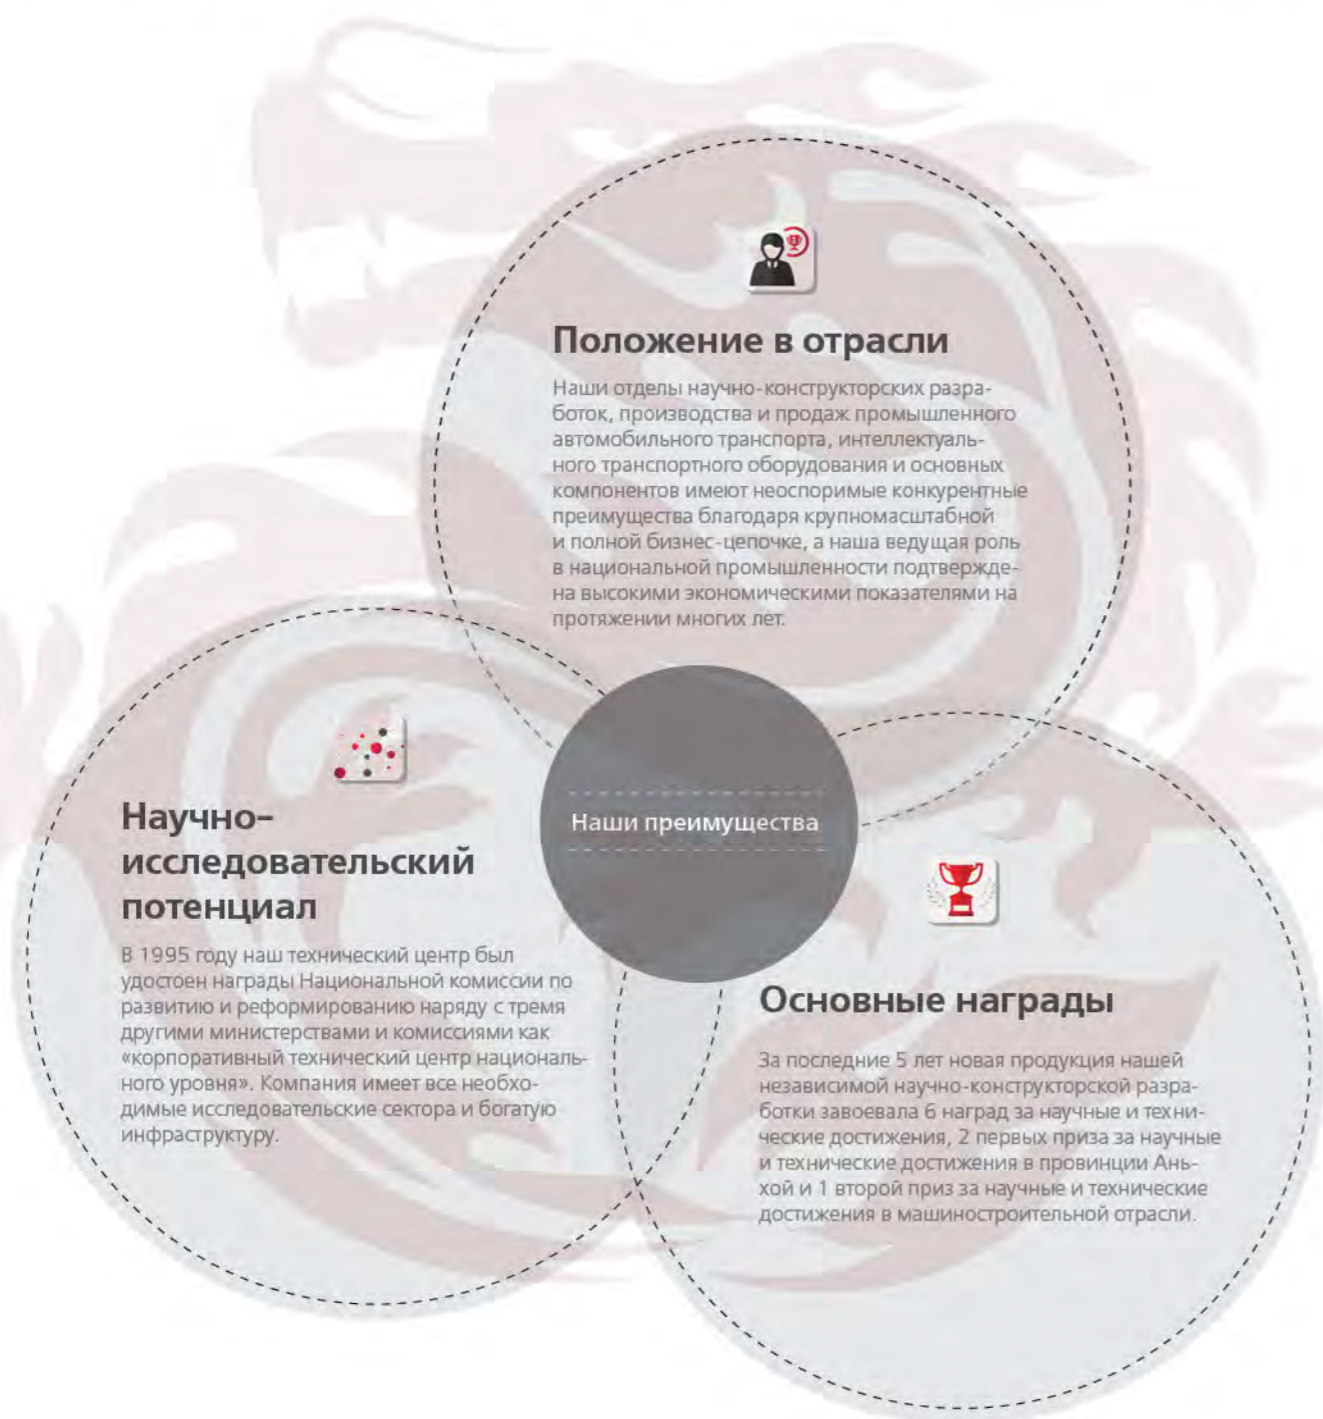 Положение в отрасли
Наши отделы научно-конструкторских разра-
боток, производства и продаж промышленного
автомобильного транспорта, интеллектуаль-
ного транспортного оборудования и основных
компонентов имеют неоспоримые конкурентные
преимущества благодаря крупномасштабной
и полной бизнес-цепочке, а наша ведущая роль
в национальной промышленности подтвержде-
на высокими экономическими показателями на
протяжении многих лет.
Наши преимущества
Научно–
исследовательский
потенциал
В 1995 году наш технический центр был
удостоен награды Национальной комиссии по
развитию и реформированию наряду с тремя
другими министерствами и комиссиями как
«корпоративный технический центр националь-
ного уровня». Компания имеет все необхо-
димые исследовательские сектора и богатую
инфраструктуру.
Основные награды
За последние 5 лет новая продукция нашей
независимой научно-конструкторской разра-
ботки завоевала 6 наград за научные и техни-
ческие достижения, 2 первых приза за научные
и технические достижения в провинции Ань-
хой и 1 второй приз за научные и технические
достижения в машиностроительной отрасли.